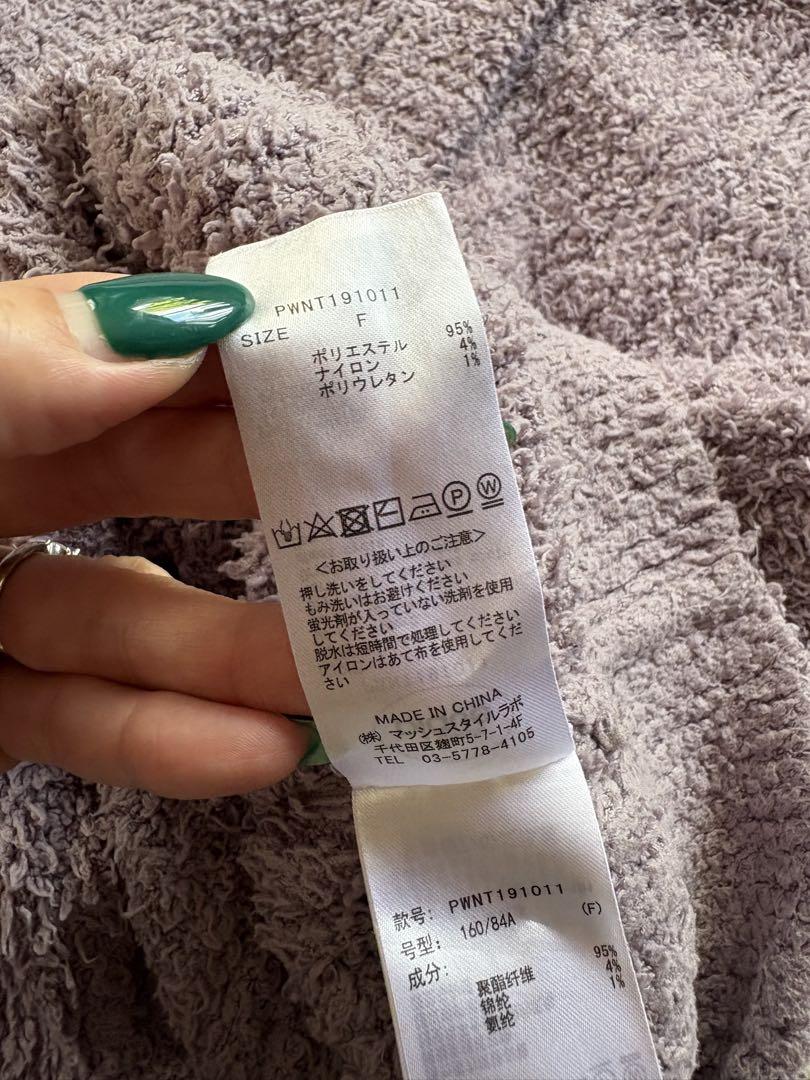 PWNT191011
SIZE F
ポリエステル 95%
ナイロン 4%
ポリウレタン 1%
P W
<お取り扱い上のご注意>
押し洗いをしてください
もみ洗いはお避けください
蛍光剤が入っていない洗剤を使用
してください
脱水は短時間で処理してください
アイロンはあて布を使用してくだ
さい
MADE IN CHINA
(株) マッシュスタイルラボ
千代田区麹町5-7-1-4F
TEL 03-5778-4105
款号: PWNT191011
号型: 160/84A (F)
成分:
聚酯纤维 95%
锦纶 4%
氨纶 1%